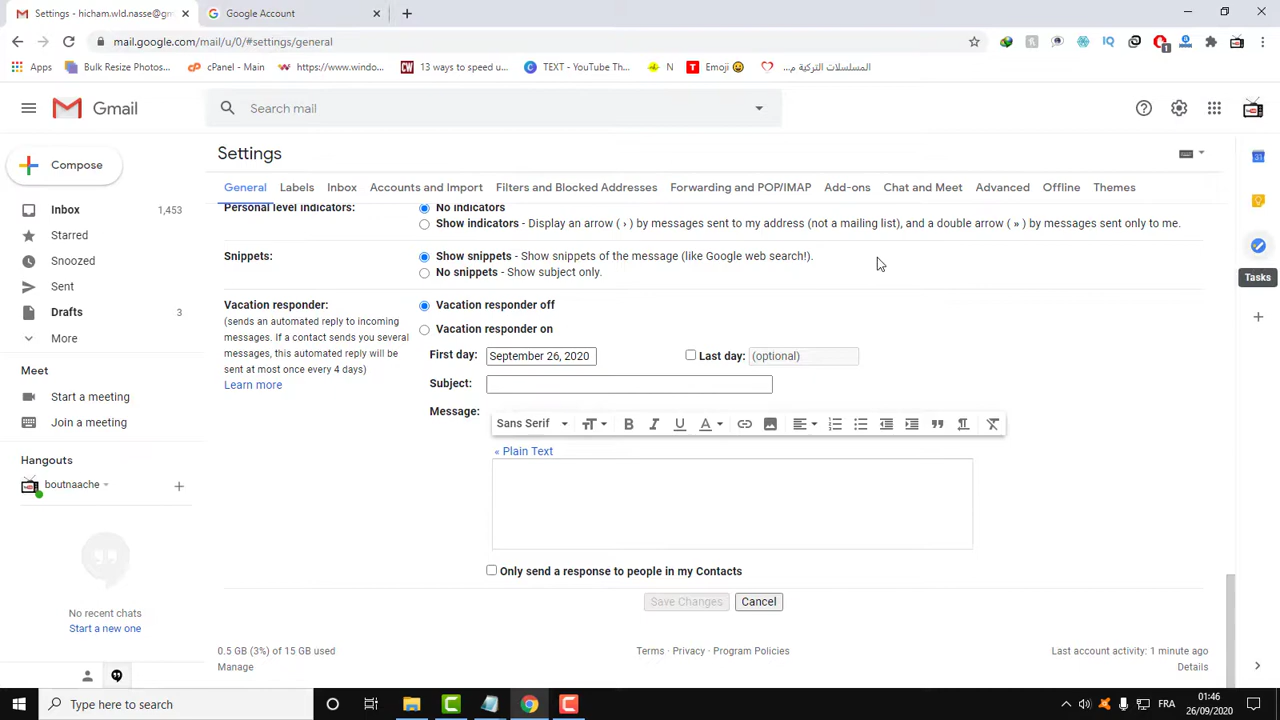 Settings - hicham.wld.nasse@gm
Google Account
mail.google.com/mail/u/0/#settings/general
Apps
Bulk Resize Photos...
cPanel - Main
https://www.windo...
13 ways to speed u...
TEXT - YouTube Th...
N
Emoji 😀
المسلسلات التركية م...
Gmail
Search mail
Compose
Settings
General
Labels
Inbox
Accounts and Import
Filters and Blocked Addresses
Forwarding and POP/IMAP
Add-ons
Chat and Meet
Advanced
Offline
Themes
Inbox 1,453
Starred
Snoozed
Sent
Drafts 3
More
Meet
Start a meeting
Join a meeting
Hangouts
boutnaache
No recent chats
Start a new one
Personal level indicators:
No indicators
Show indicators - Display an arrow ( › ) by messages sent to my address (not a mailing list), and a double arrow ( » ) by messages sent only to me.
Snippets:
Show snippets - Show snippets of the message (like Google web search!).
No snippets - Show subject only.
Vacation responder:
(sends an automated reply to incoming
messages. If a contact sends you several
messages, this automated reply will be
sent at most once every 4 days)
Learn more
Vacation responder off
Vacation responder on
First day: September 26, 2020
Last day: (optional)
Subject:
Message:
Sans Serif
« Plain Text
Only send a response to people in my Contacts
Save Changes
Cancel
0.5 GB (3%) of 15 GB used
Manage
Terms · Privacy · Program Policies
Last account activity: 1 minute ago
Details
Tasks
Type here to search
FRA
01:46
26/09/2020